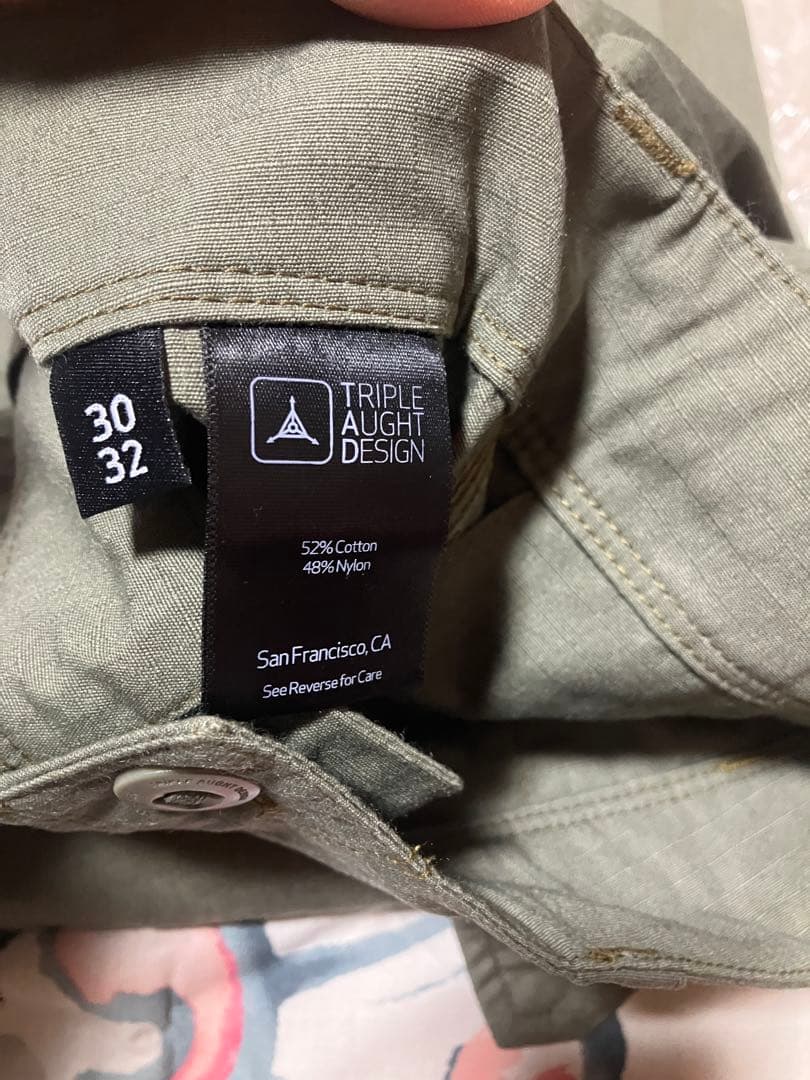 30
32
TRIPLE
AUGHT
DESIGN
52% Cotton
48% Nylon
San Francisco, CA
See Reverse for Care